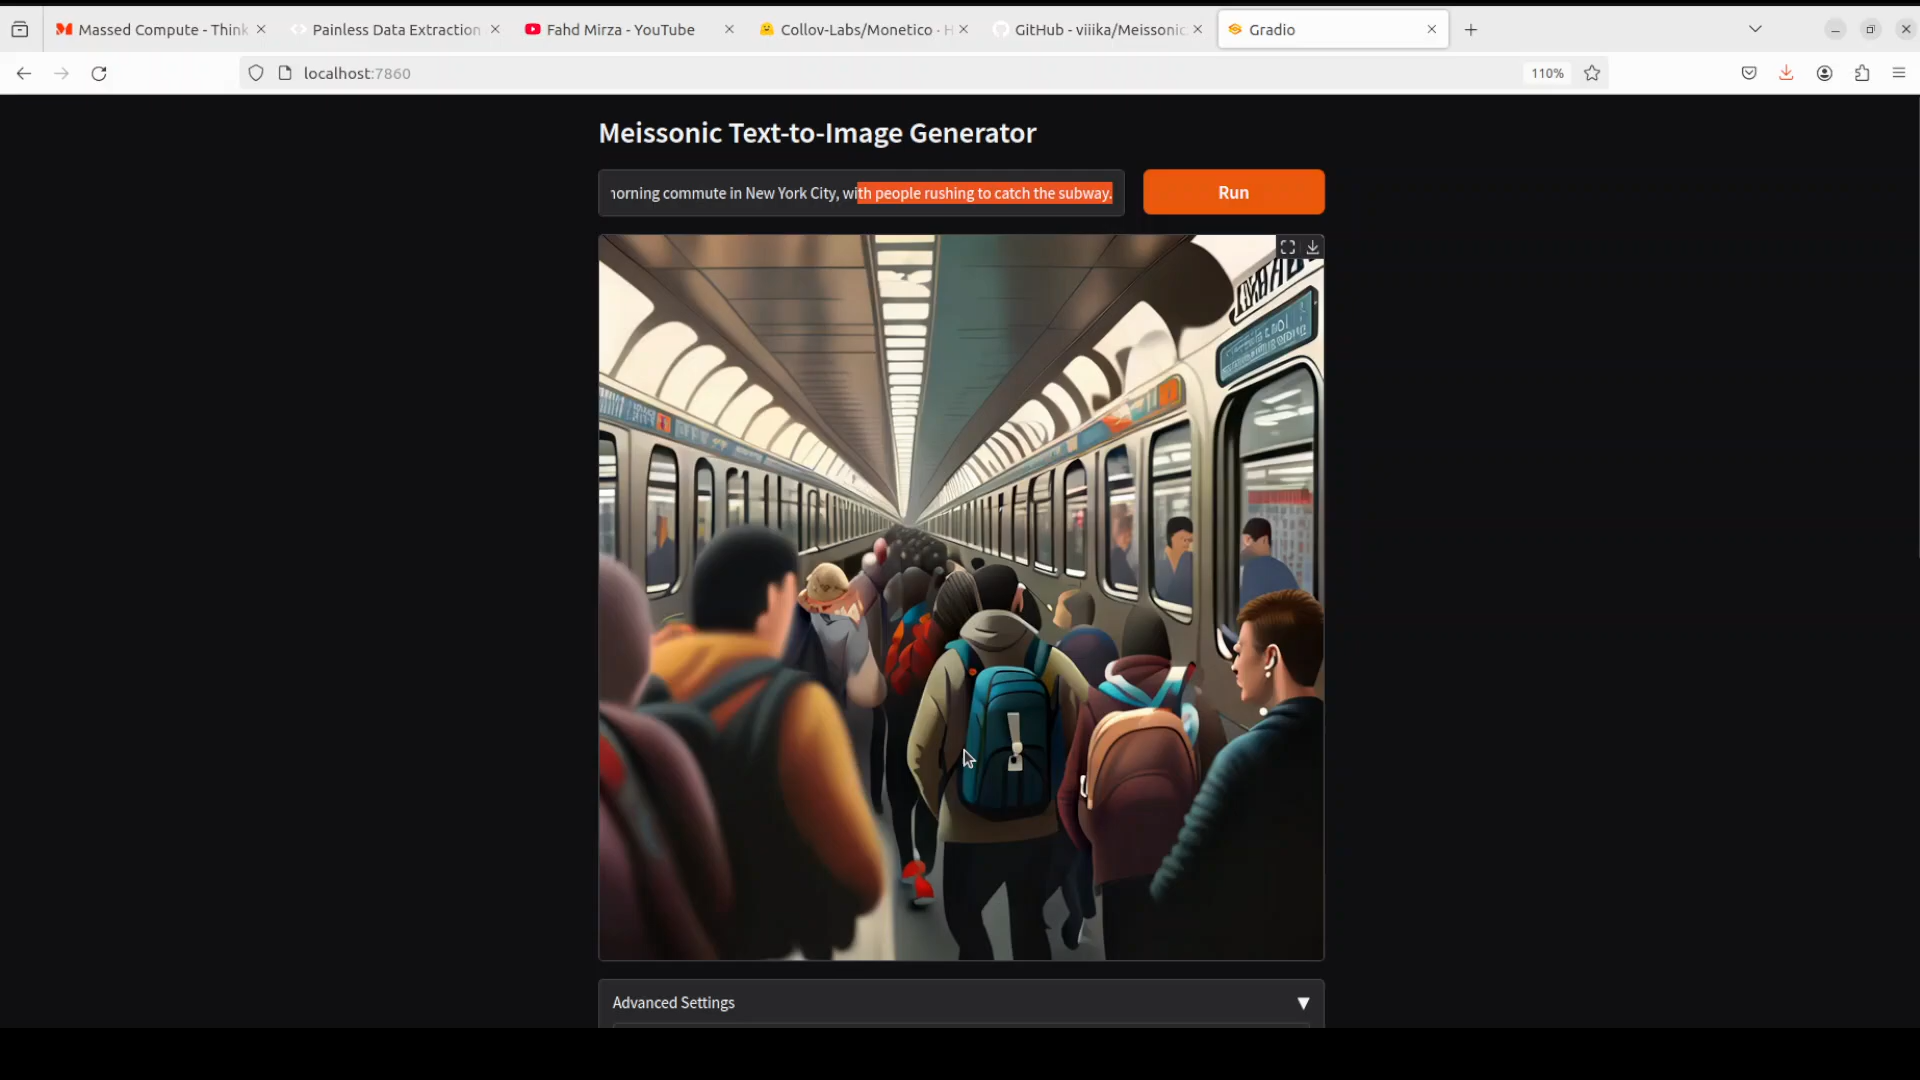 Massed Compute - Think
Painless Data Extraction
Fahd Mirza - YouTube
Collov-Labs/Monetico · H
GitHub - viiika/Meissonic
Gradio
localhost:7860
110%
Meissonic Text-to-Image Generator
morning commute in New York City, with people rushing to catch the subway.
Run
Advanced Settings